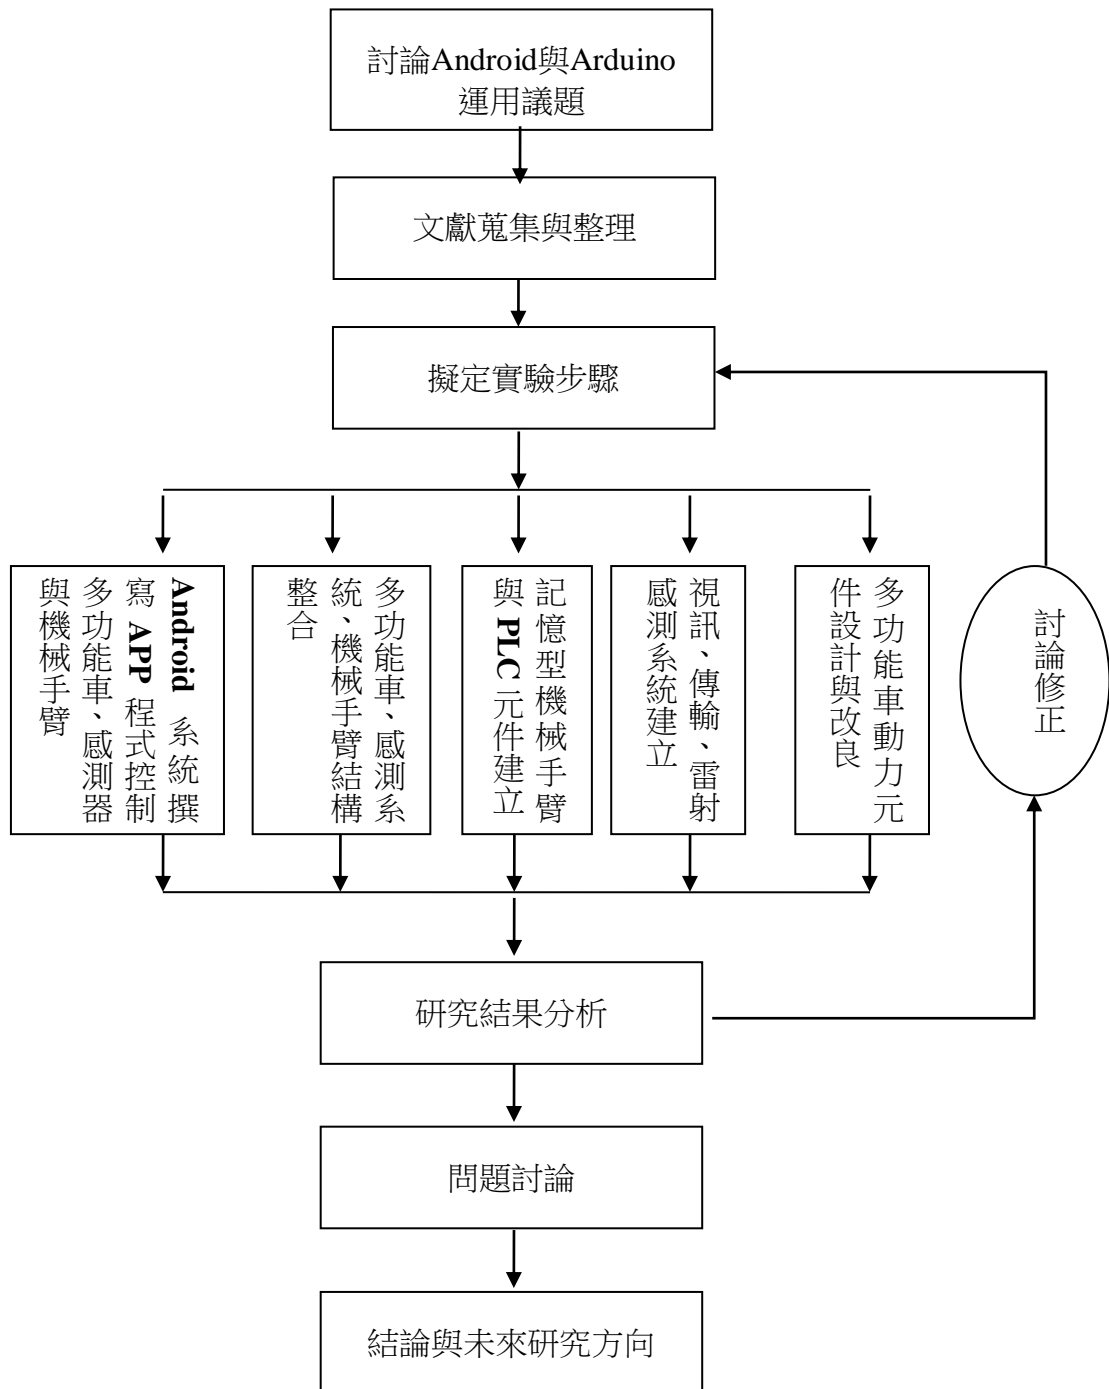 討論Android與Arduino
運用議題
文獻蒐集與整理
擬定實驗步驟
Android 系統撰
寫 APP 程式控制
多功能車、感測器
與機械手臂
多功能車、感測系
統、機械手臂結構
整合
記憶型機械手臂
與 PLC 元件建立
視訊、傳輸、雷射
感測系統建立
多功能車動力元
件設計與改良
討論修正
研究結果分析
問題討論
結論與未來研究方向